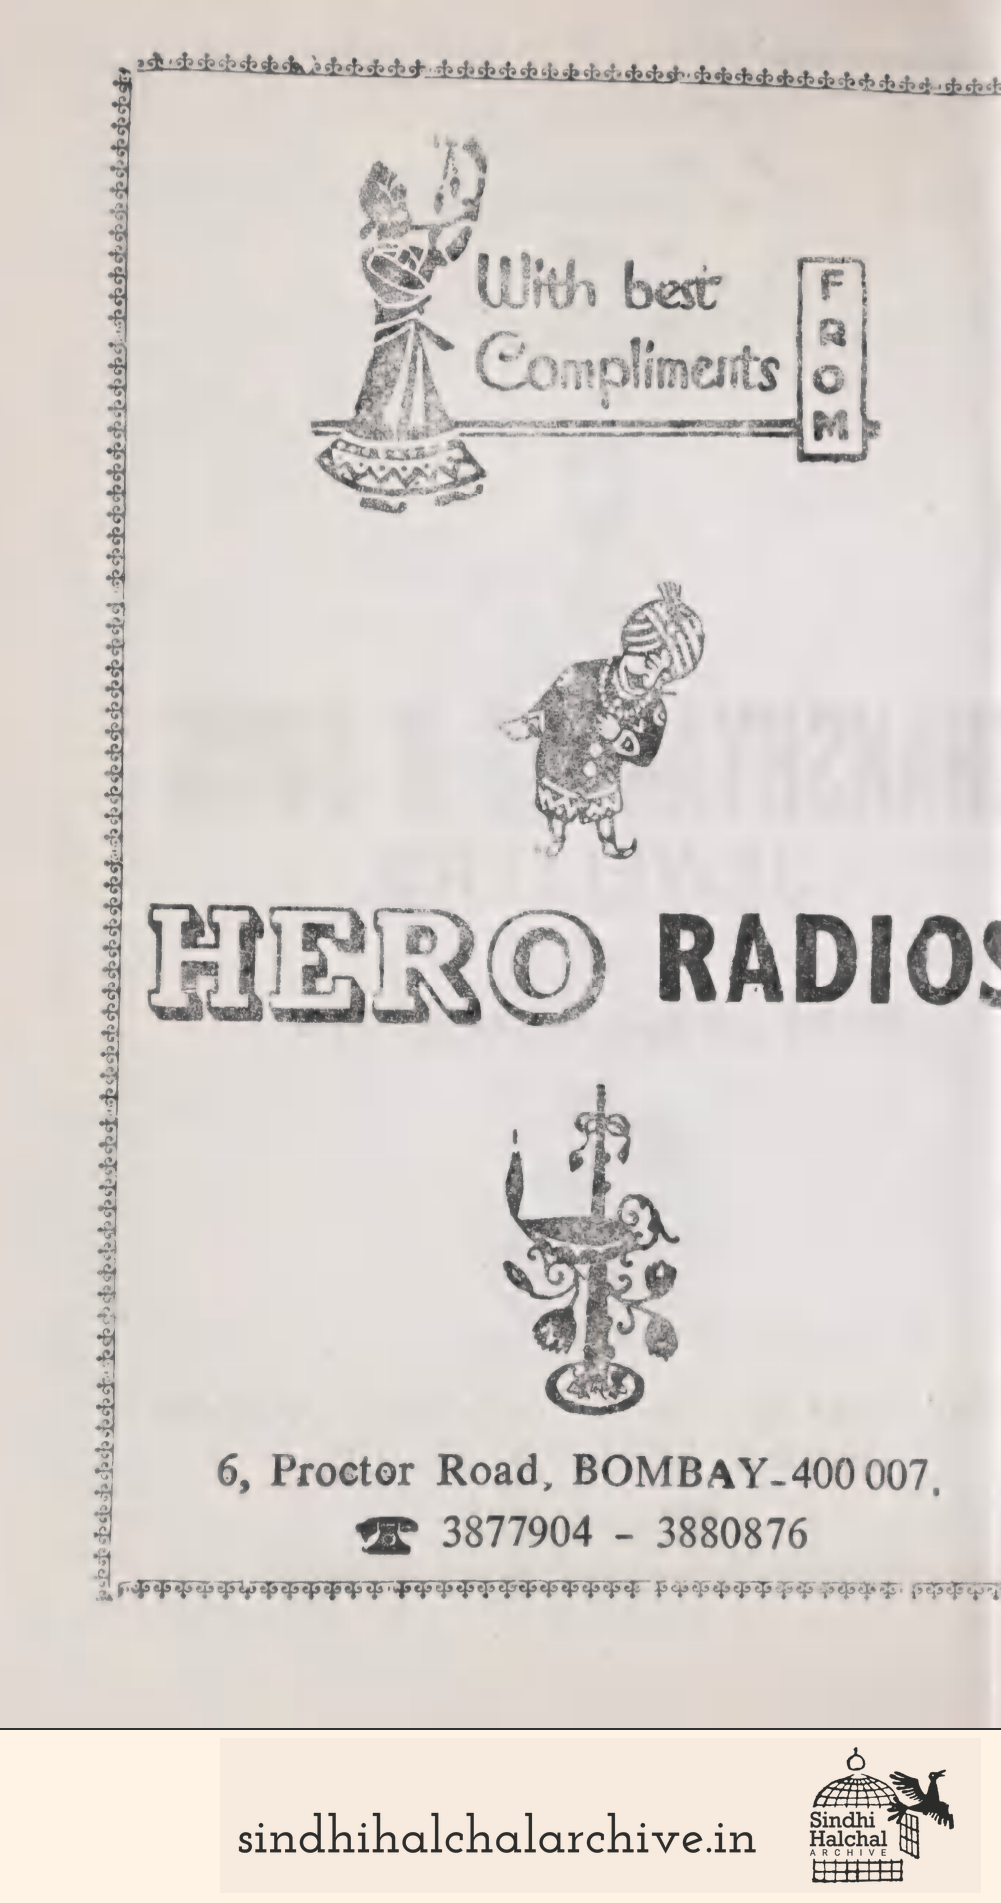 With best
Compliments
FROM
HERO RADIOS
6, Proctor Road, BOMBAY-400 007.
3877904 - 3880876
sindhihalchalarchive.in
Sindhi
Halchal
ARCHIVE